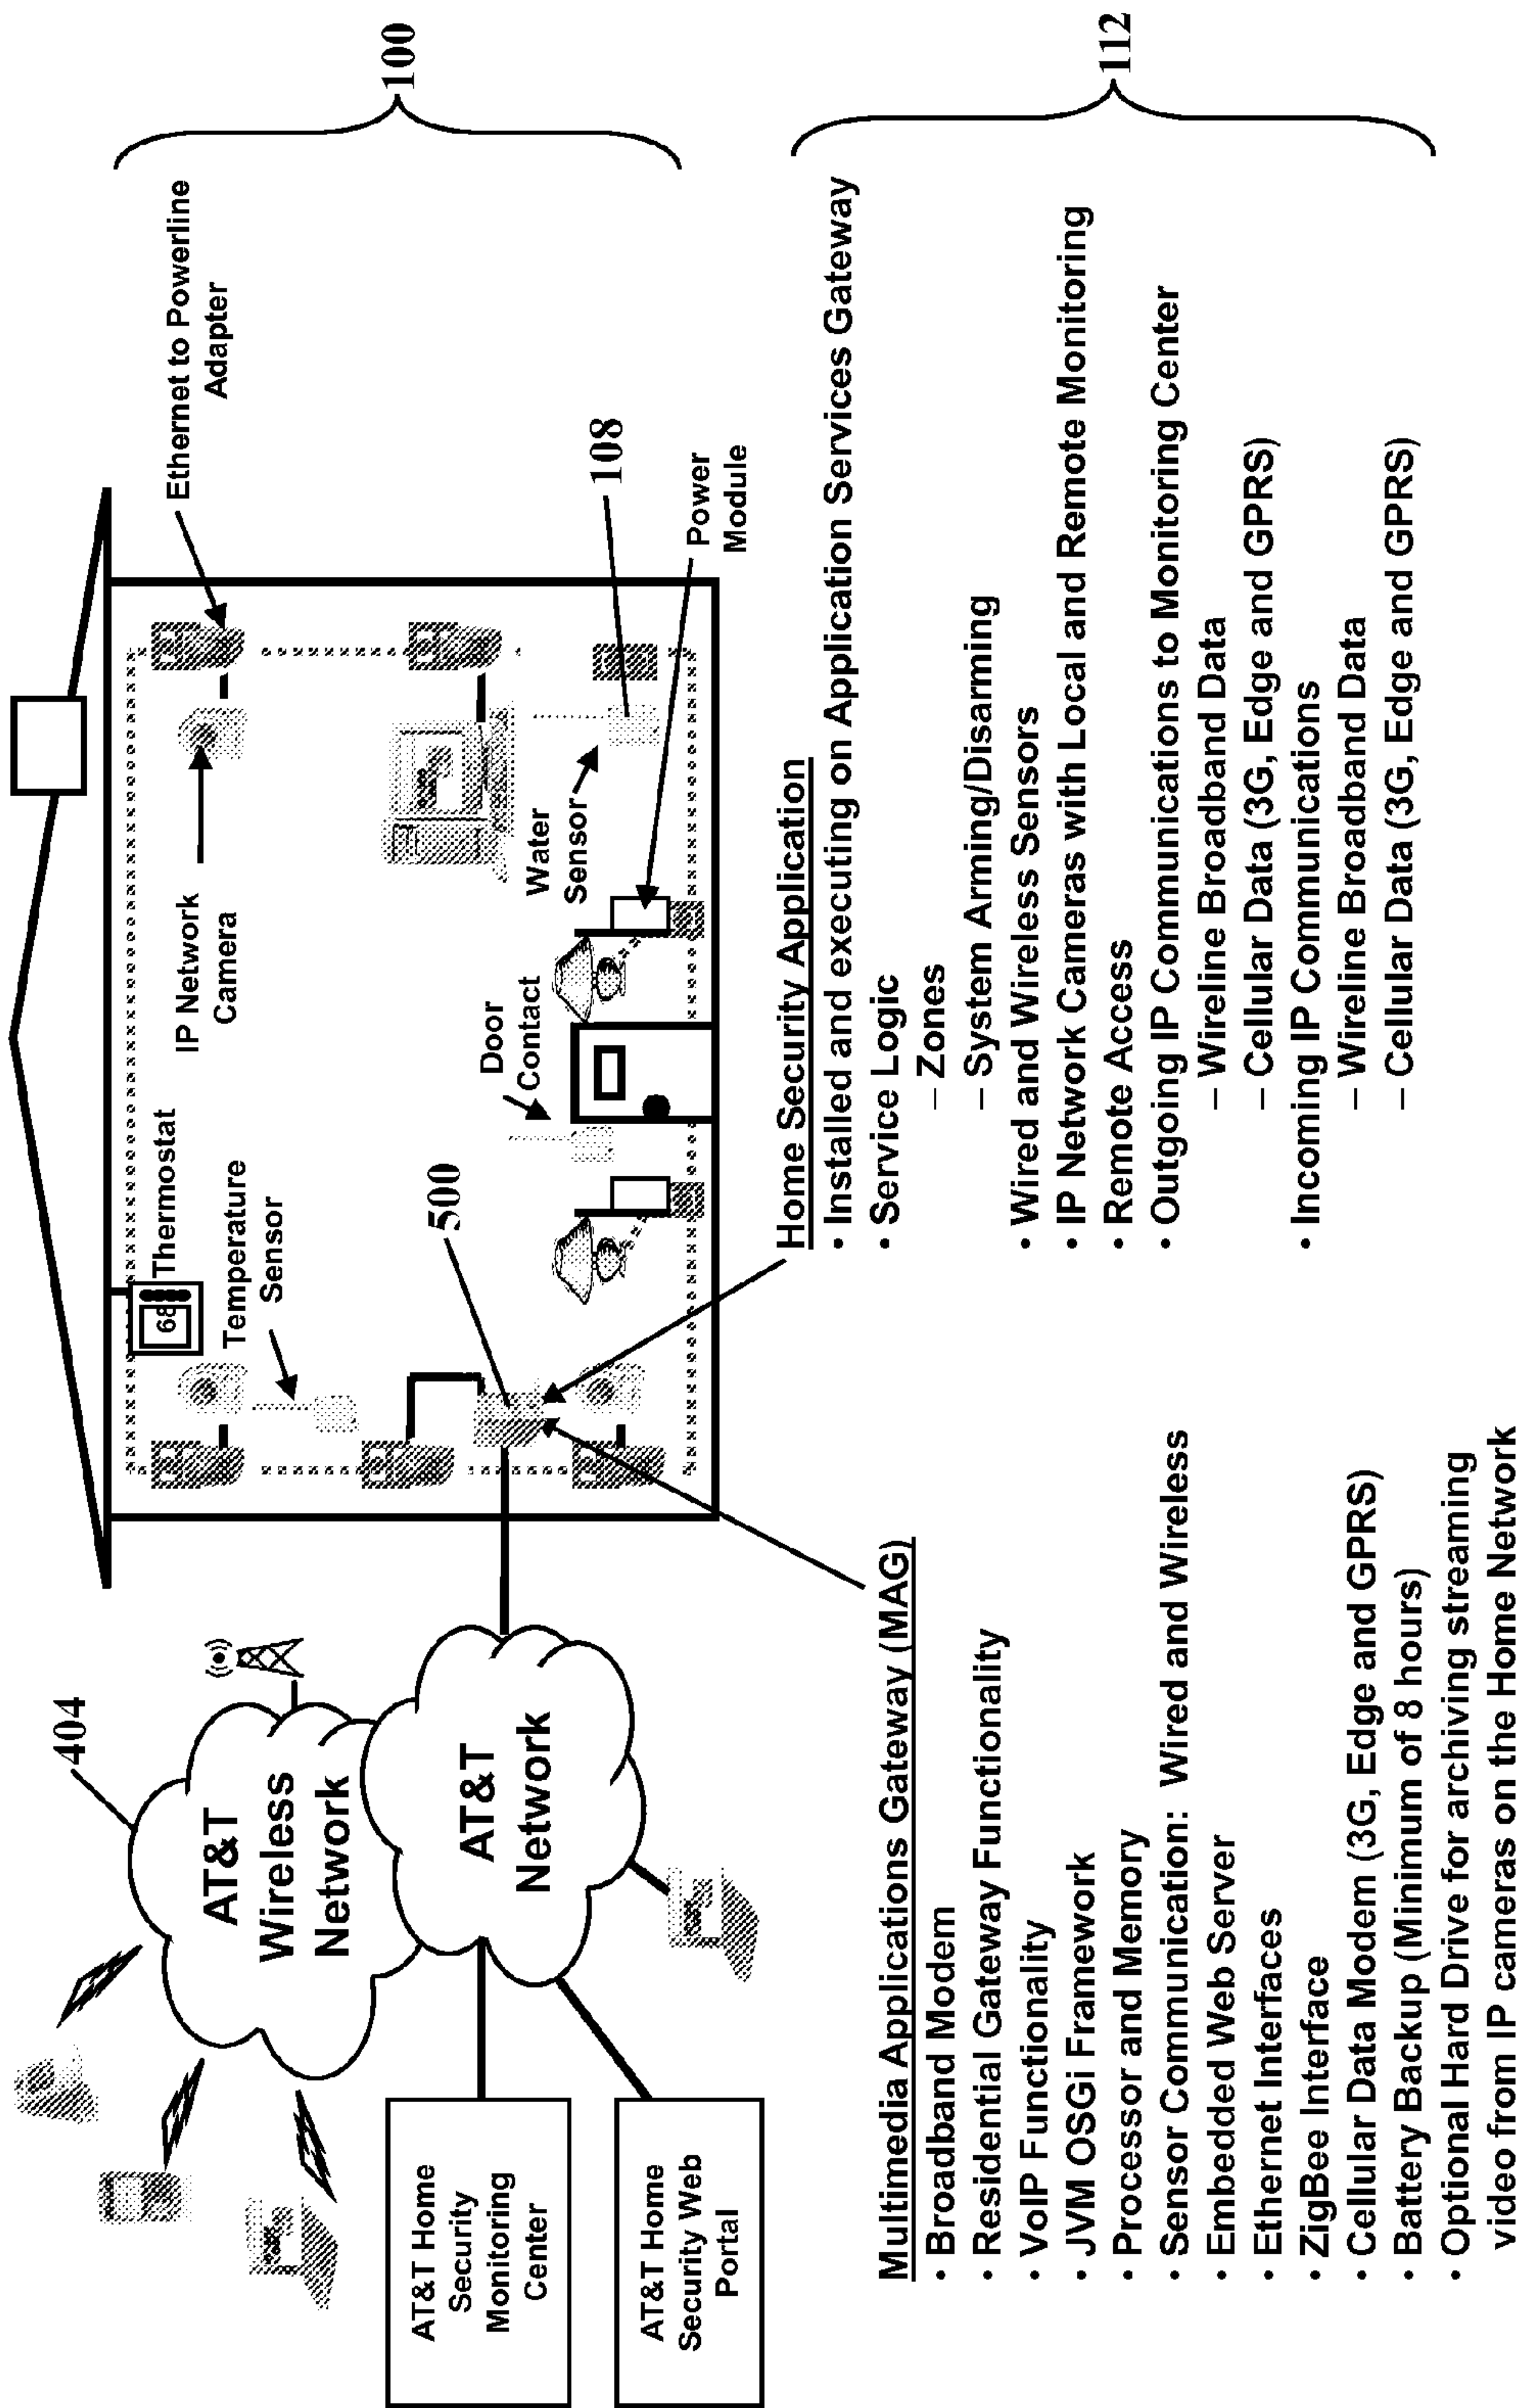 404
AT&T
Wireless
Network
AT&T
Network
AT&T Home
Security
Monitoring
Center
AT&T Home
Security Web
Portal
68
Thermostat
Temperature
Sensor
IP Network
Camera
Ethernet to Powerline
Adapter
100
500
Door
Contact
Water
Sensor
108
Power
Module
Multimedia Applications Gateway (MAG)
• Broadband Modem
• Residential Gateway Functionality
• VoIP Functionality
• JVM OSGi Framework
• Processor and Memory
• Sensor Communication: Wired and Wireless
• Embedded Web Server
• Ethernet Interfaces
• ZigBee Interface
• Cellular Data Modem (3G, Edge and GPRS)
• Battery Backup (Minimum of 8 hours)
• Optional Hard Drive for archiving streaming
video from IP cameras on the Home Network
Home Security Application
• Installed and executing on Application Services Gateway
• Service Logic
– Zones
– System Arming/Disarming
• Wired and Wireless Sensors
• IP Network Cameras with Local and Remote Monitoring
• Remote Access
• Outgoing IP Communications to Monitoring Center
– Wireline Broadband Data
– Cellular Data (3G, Edge and GPRS)
• Incoming IP Communications
– Wireline Broadband Data
– Cellular Data (3G, Edge and GPRS)
112